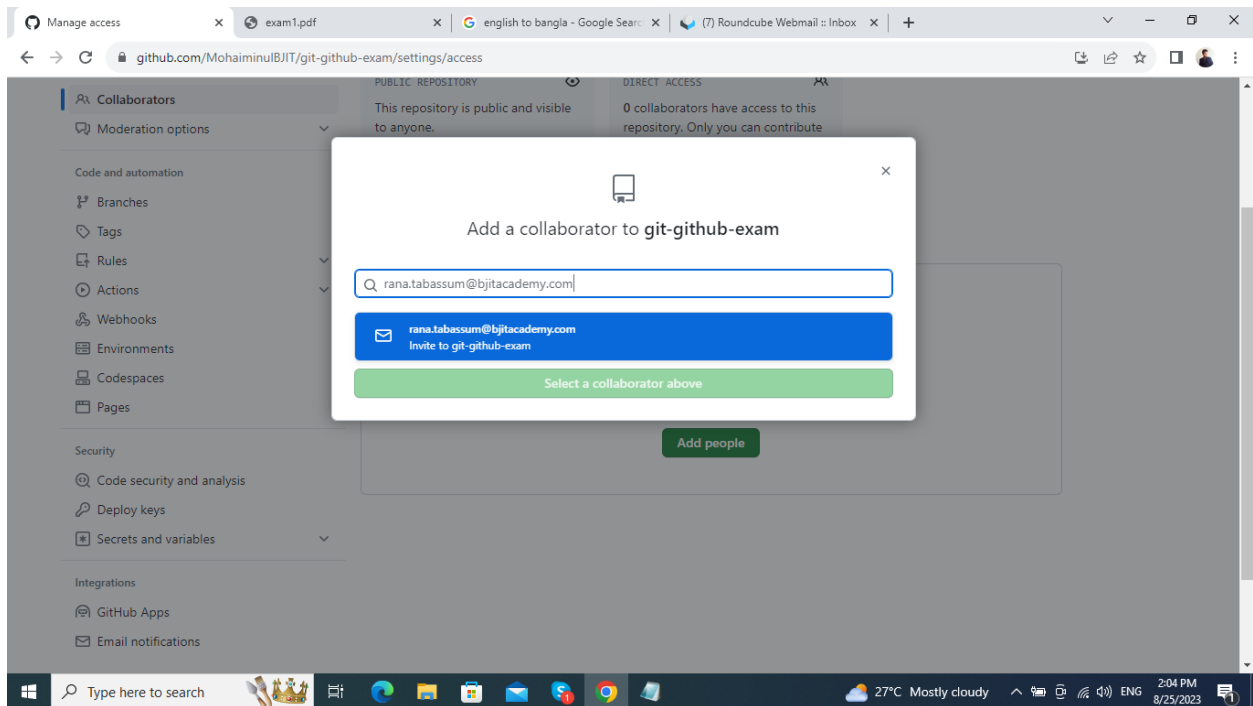 Manage access
exam1.pdf
english to bangla - Google Searc
(7) Roundcube Webmail :: Inbox
github.com/MohaiminulBJIT/git-github-exam/settings/access
Collaborators
Moderation options
Code and automation
Branches
Tags
Rules
Actions
Webhooks
Environments
Codespaces
Pages
Security
Code security and analysis
Deploy keys
Secrets and variables
Integrations
GitHub Apps
Email notifications
PUBLIC REPOSITORY
This repository is public and visible
to anyone.
DIRECT ACCESS
0 collaborators have access to this
repository. Only you can contribute
Add a collaborator to git-github-exam
rana.tabassum@bjitacademy.com
rana.tabassum@bjitacademy.com
Invite to git-github-exam
Select a collaborator above
Add people
Type here to search
27°C Mostly cloudy
ENG
2:04 PM
8/25/2023